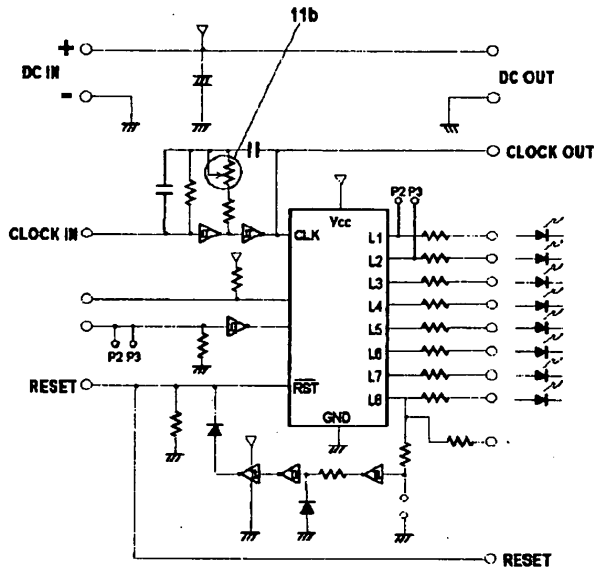 11b
+
DC IN
-
DC OUT
CLOCK OUT
P2 P3
Vcc
CLOCK IN
CLK
L1
L2
L3
L4
L5
L6
L7
L8
P2 P3
RESET
RST
GND
RESET